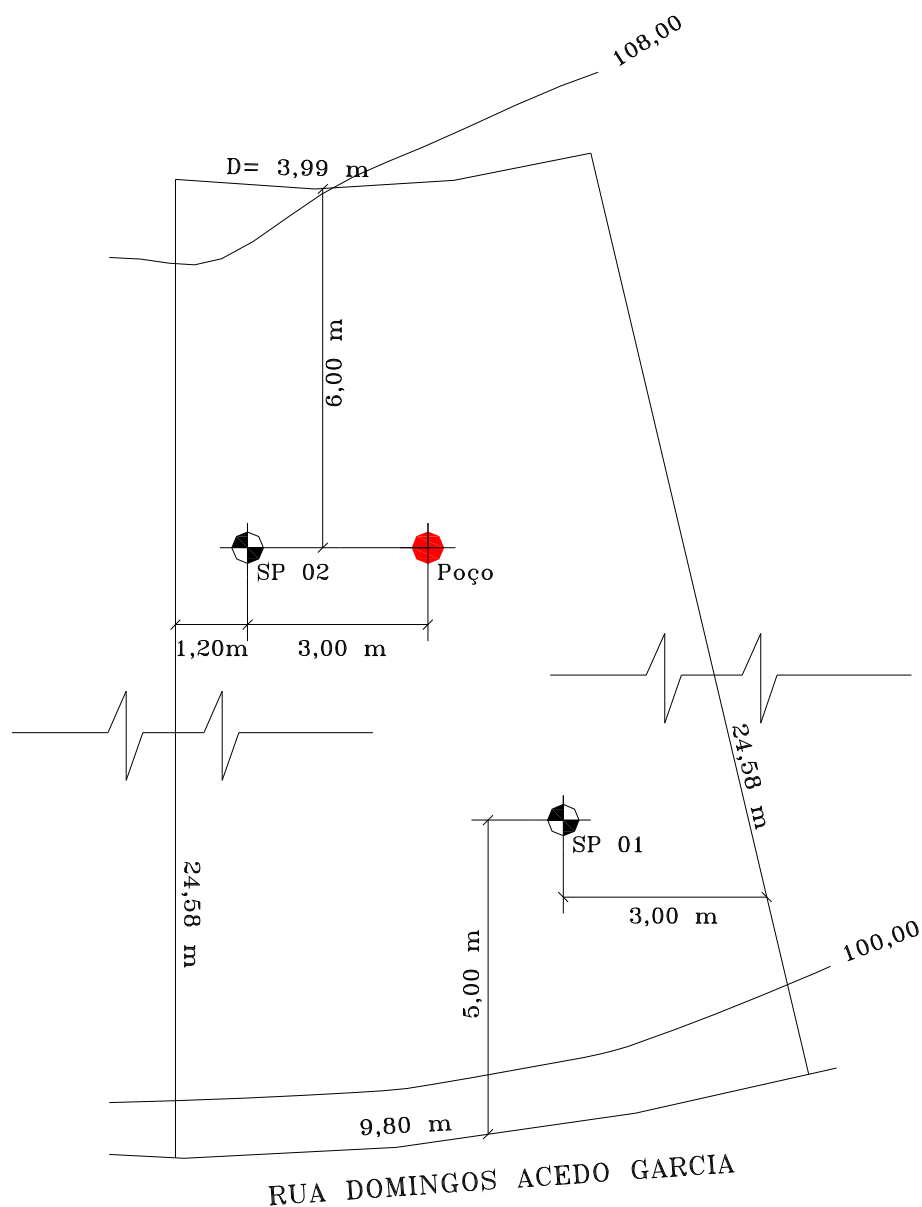 108,00
D= 3,99 m
6,00 m
SP 02
Poço
1,20m
3,00 m
24,58 m
SP 01
24,58 m
3,00 m
5,00 m
100,00
9,80 m
RUA DOMINGOS ACEDO GARCIA